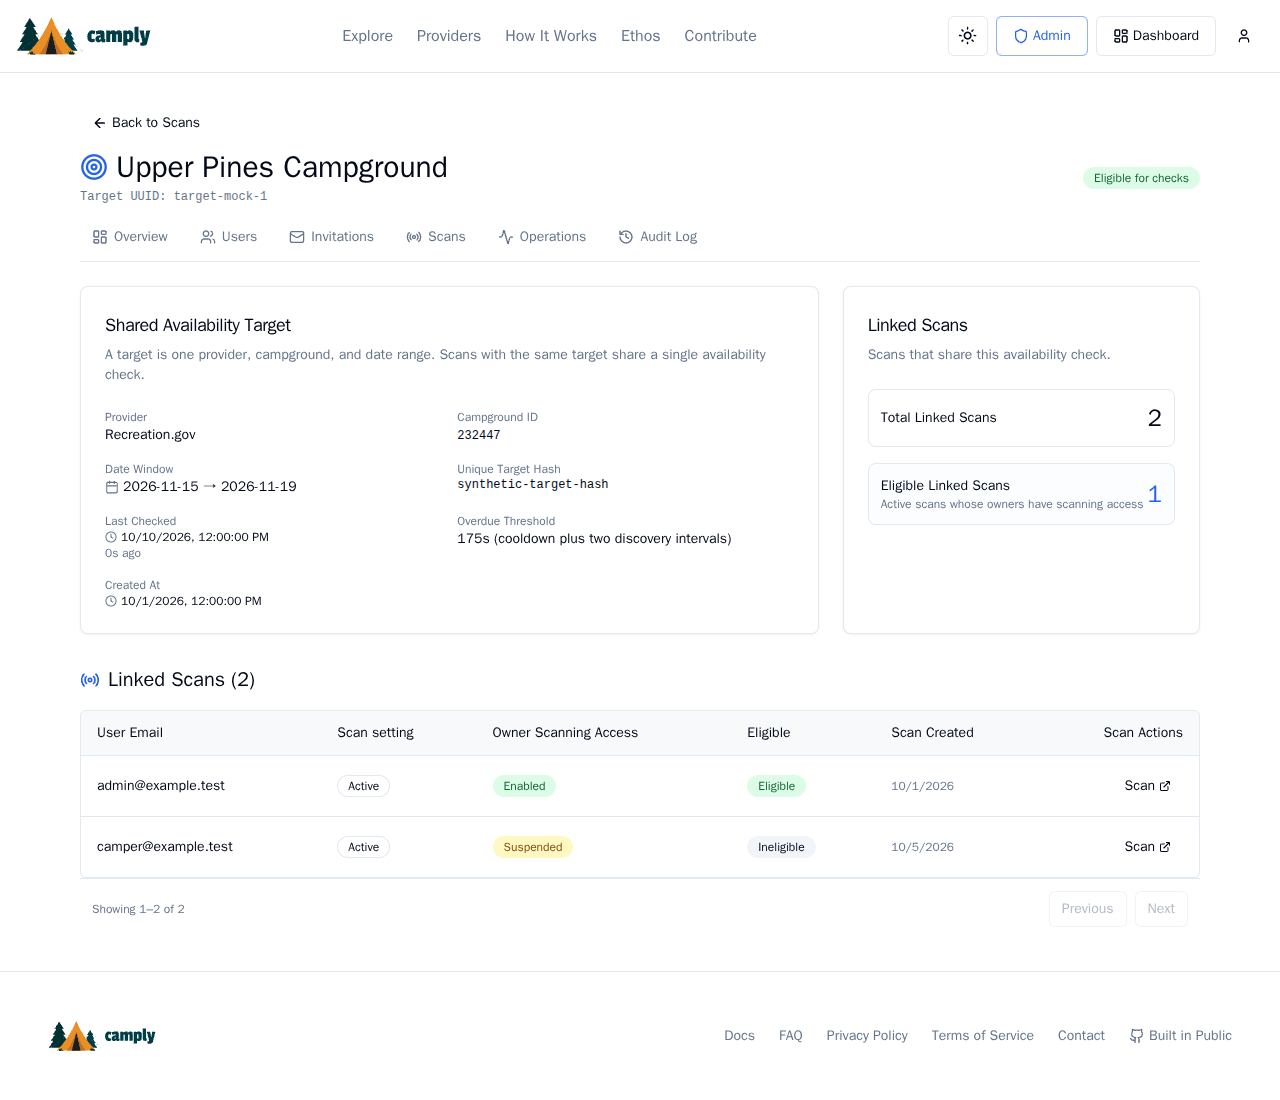 camply
Explore
Providers
How It Works
Ethos
Contribute
Admin
Dashboard
Back to Scans
Upper Pines Campground
Target UUID: target-mock-1
Eligible for checks
Overview
Users
Invitations
Scans
Operations
Audit Log
Shared Availability Target
A target is one provider, campground, and date range. Scans with the same target share a single availability
check.
Provider
Recreation.gov
Campground ID
232447
Date Window
2026-11-15 → 2026-11-19
Unique Target Hash
synthetic-target-hash
Last Checked
10/10/2026, 12:00:00 PM
0s ago
Overdue Threshold
175s (cooldown plus two discovery intervals)
Created At
10/1/2026, 12:00:00 PM
Linked Scans
Scans that share this availability check.
Total Linked Scans
2
Eligible Linked Scans
Active scans whose owners have scanning access
1
Linked Scans (2)
User Email
Scan setting
Owner Scanning Access
Eligible
Scan Created
Scan Actions
admin@example.test
Active
Enabled
Eligible
10/1/2026
Scan
camper@example.test
Active
Suspended
Ineligible
10/5/2026
Scan
Showing 1–2 of 2
Previous
Next
camply
Docs
FAQ
Privacy Policy
Terms of Service
Contact
Built in Public